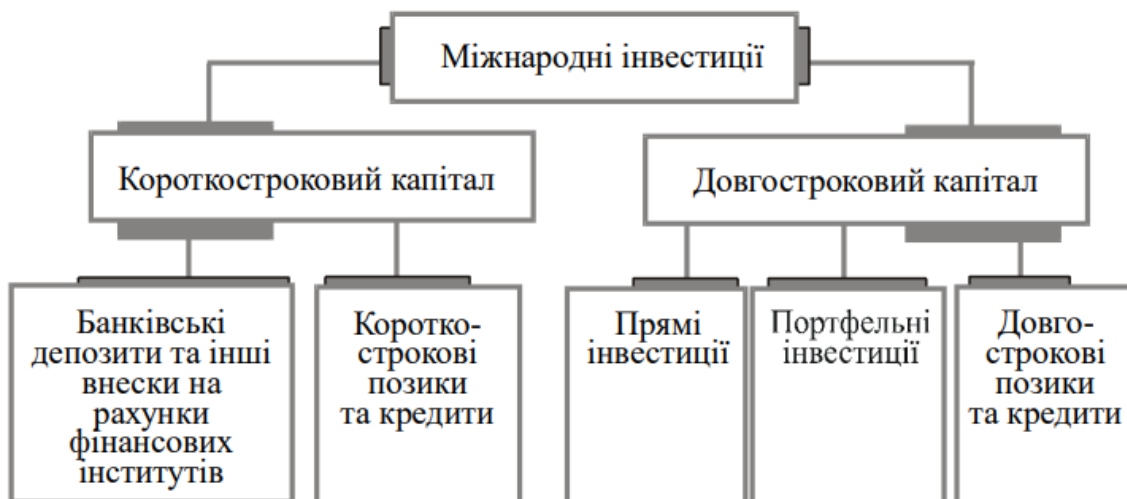 Міжнародні інвестиції
Короткостроковий капітал
Довгостроковий капітал
Банківські
депозити та інші
внески на
рахунки
фінансових
інститутів
Коротко-
строкові
позики
та кредити
Прямі
інвестиції
Портфельні
інвестиції
Довго-
строкові
позики
та кредити